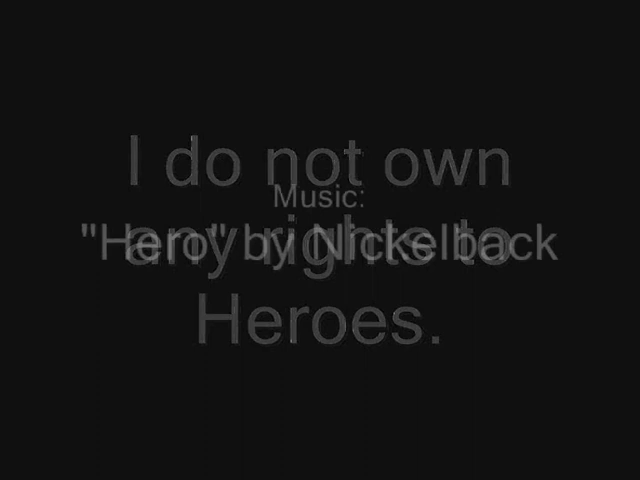 I do not own
Music:
"Hero" by Nickelback
any rights to
Heroes.